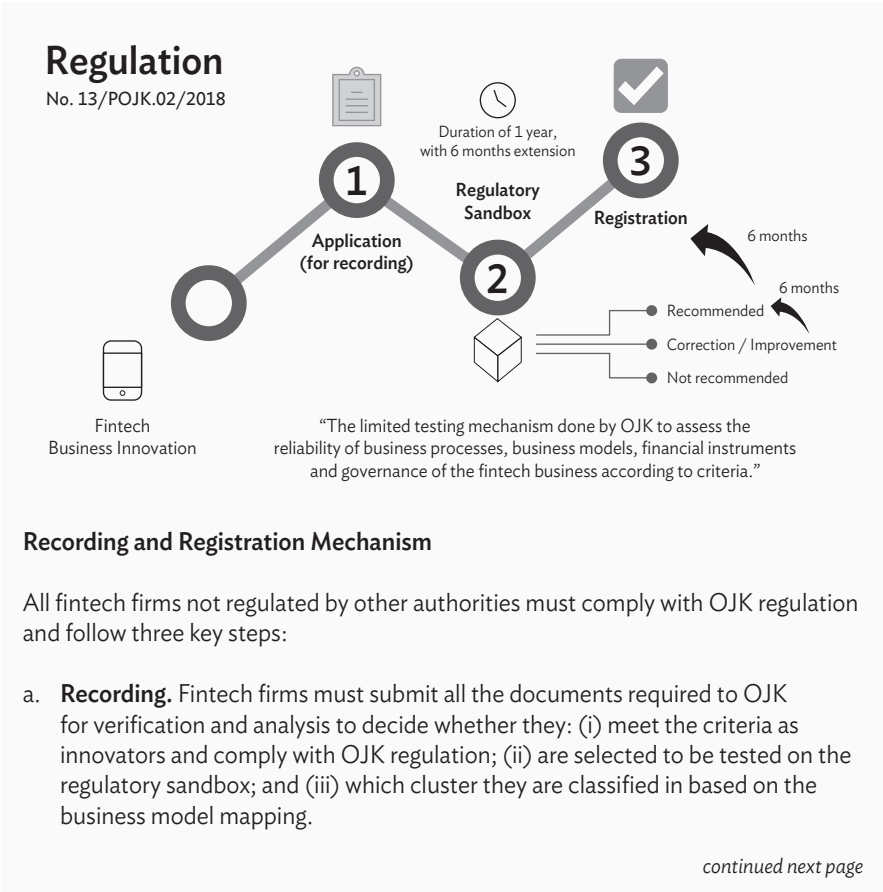 Regulation
No. 13/POJK.02/2018
Duration of 1 year,
with 6 months extension
1
3
Regulatory
Sandbox
Registration
Application
(for recording)
2
6 months
6 months
Recommended
Correction / Improvement
Not recommended
Fintech
Business Innovation
“The limited testing mechanism done by OJK to assess the
reliability of business processes, business models, financial instruments
and governance of the fintech business according to criteria.”
Recording and Registration Mechanism
All fintech firms not regulated by other authorities must comply with OJK regulation
and follow three key steps:
a. Recording. Fintech firms must submit all the documents required to OJK
for verification and analysis to decide whether they: (i) meet the criteria as
innovators and comply with OJK regulation; (ii) are selected to be tested on the
regulatory sandbox; and (iii) which cluster they are classified in based on the
business model mapping.
continued next page